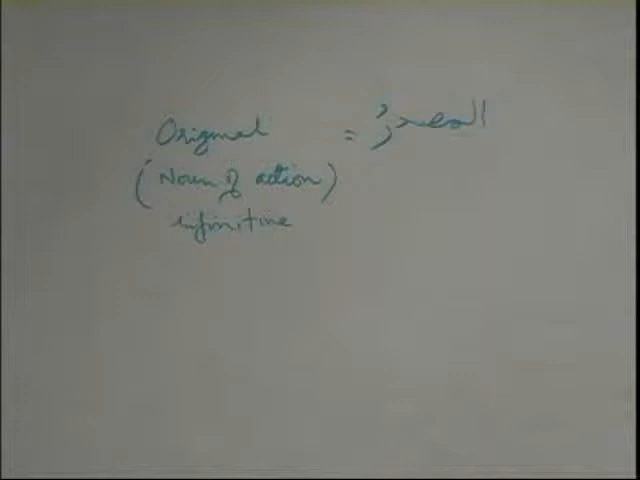 Original = المصدرُ
(Noun of action)
infinitive